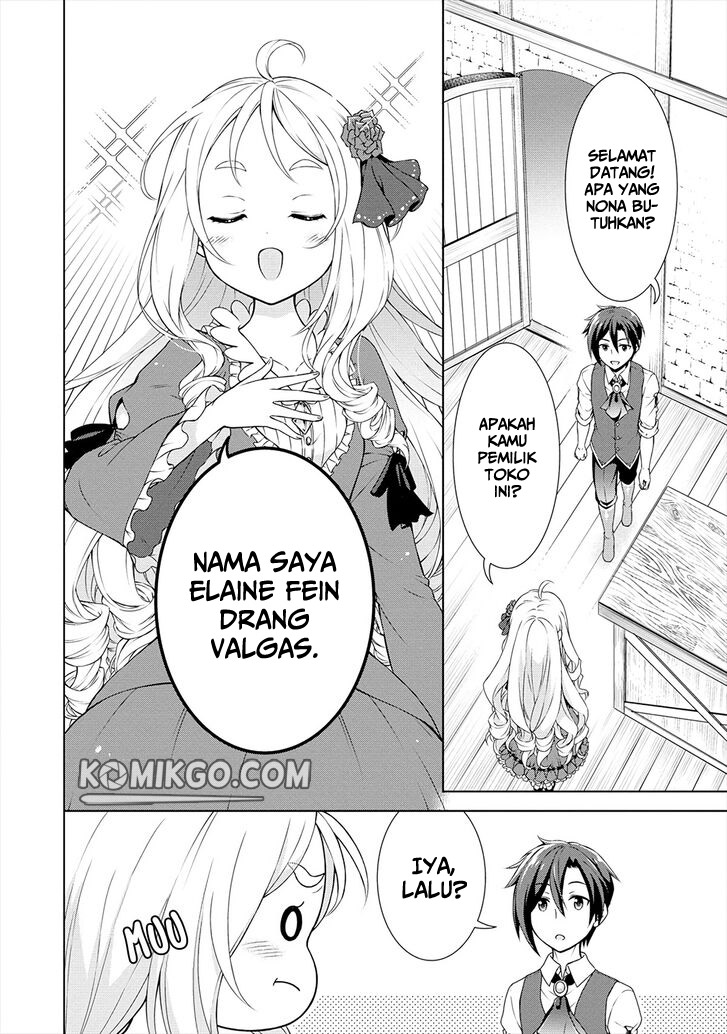 SELAMAT
DATANG!
APA YANG
NONA BU-
TUHKAN?
APAKAH
KAMU
PEMILIK
TOKO
INI?
NAMA SAYA
ELAINE FEIN
DRANG
VALGAS.
KOMIKGO.COM
IYA,
LALU?
MUU